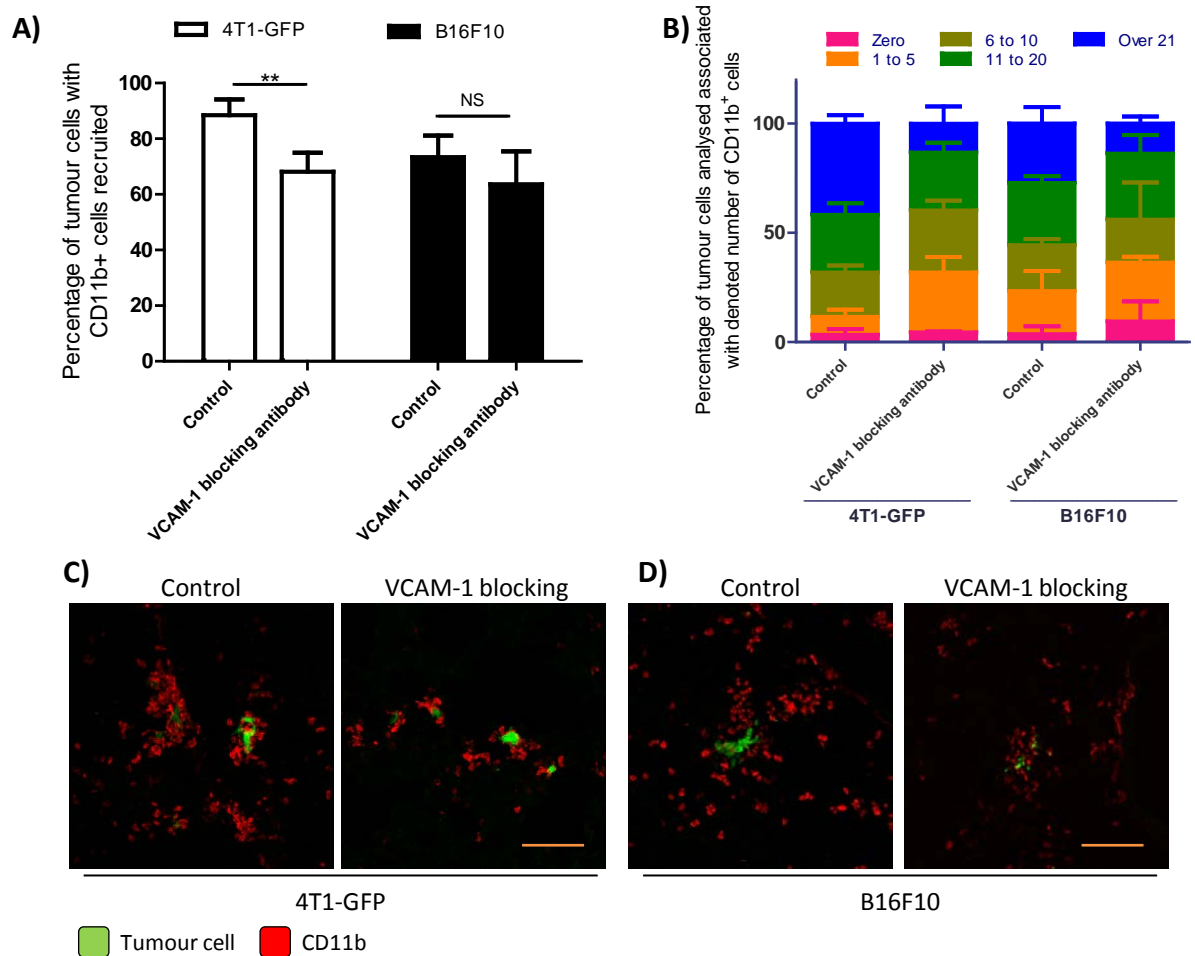 A)
4T1-GFP
B16F10
Percentage of tumour cells with
CD11b+ cells recruited
100
80
60
40
20
0
**
NS
Control
VCAM-1 blocking antibody
Control
VCAM-1 blocking antibody
B)
Zero
1 to 5
6 to 10
11 to 20
Over 21
Percentage of tumour cells analysed associated
with denoted number of CD11b⁺ cells
100
50
0
Control
VCAM-1 blocking antibody
Control
VCAM-1 blocking antibody
4T1-GFP
B16F10
C)
Control
VCAM-1 blocking
4T1-GFP
D)
Control
VCAM-1 blocking
B16F10
Tumour cell
CD11b